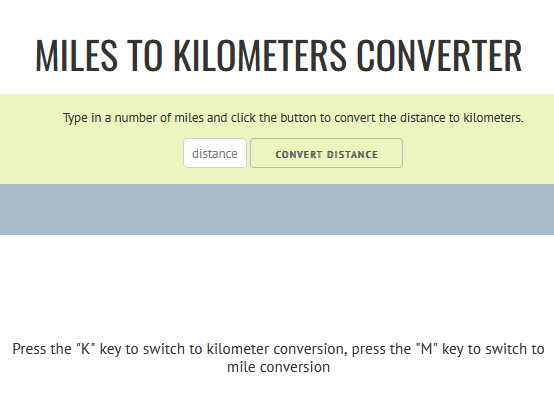 MILES TO KILOMETERS CONVERTER
Type in a number of miles and click the button to convert the distance to kilometers.
distance CONVERT DISTANCE
Press the "K" key to switch to kilometer conversion, press the "M" key to switch to
mile conversion